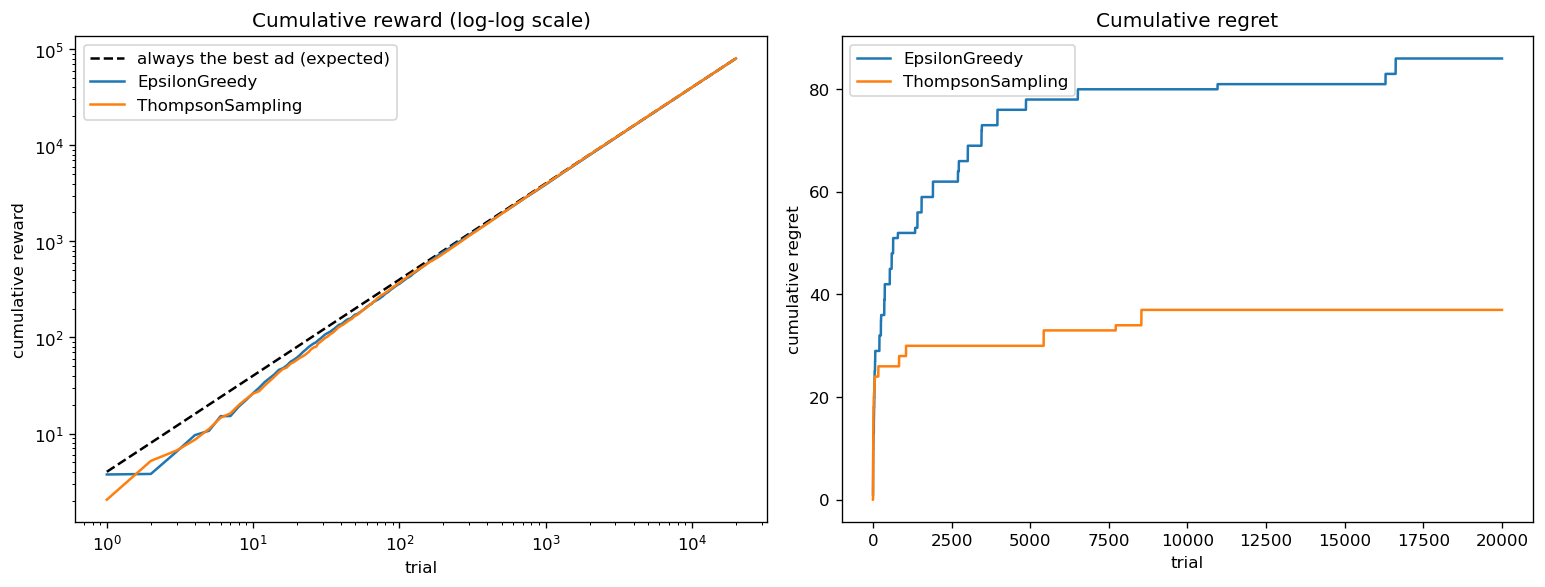 Cumulative reward (log-log scale)
always the best ad (expected)
EpsilonGreedy
ThompsonSampling
cumulative reward
10^5
10^4
10^3
10^2
10^1
10^0
10^1
10^2
10^3
10^4
trial
Cumulative regret
EpsilonGreedy
ThompsonSampling
cumulative regret
80
60
40
20
0
0
2500
5000
7500
10000
12500
15000
17500
20000
trial